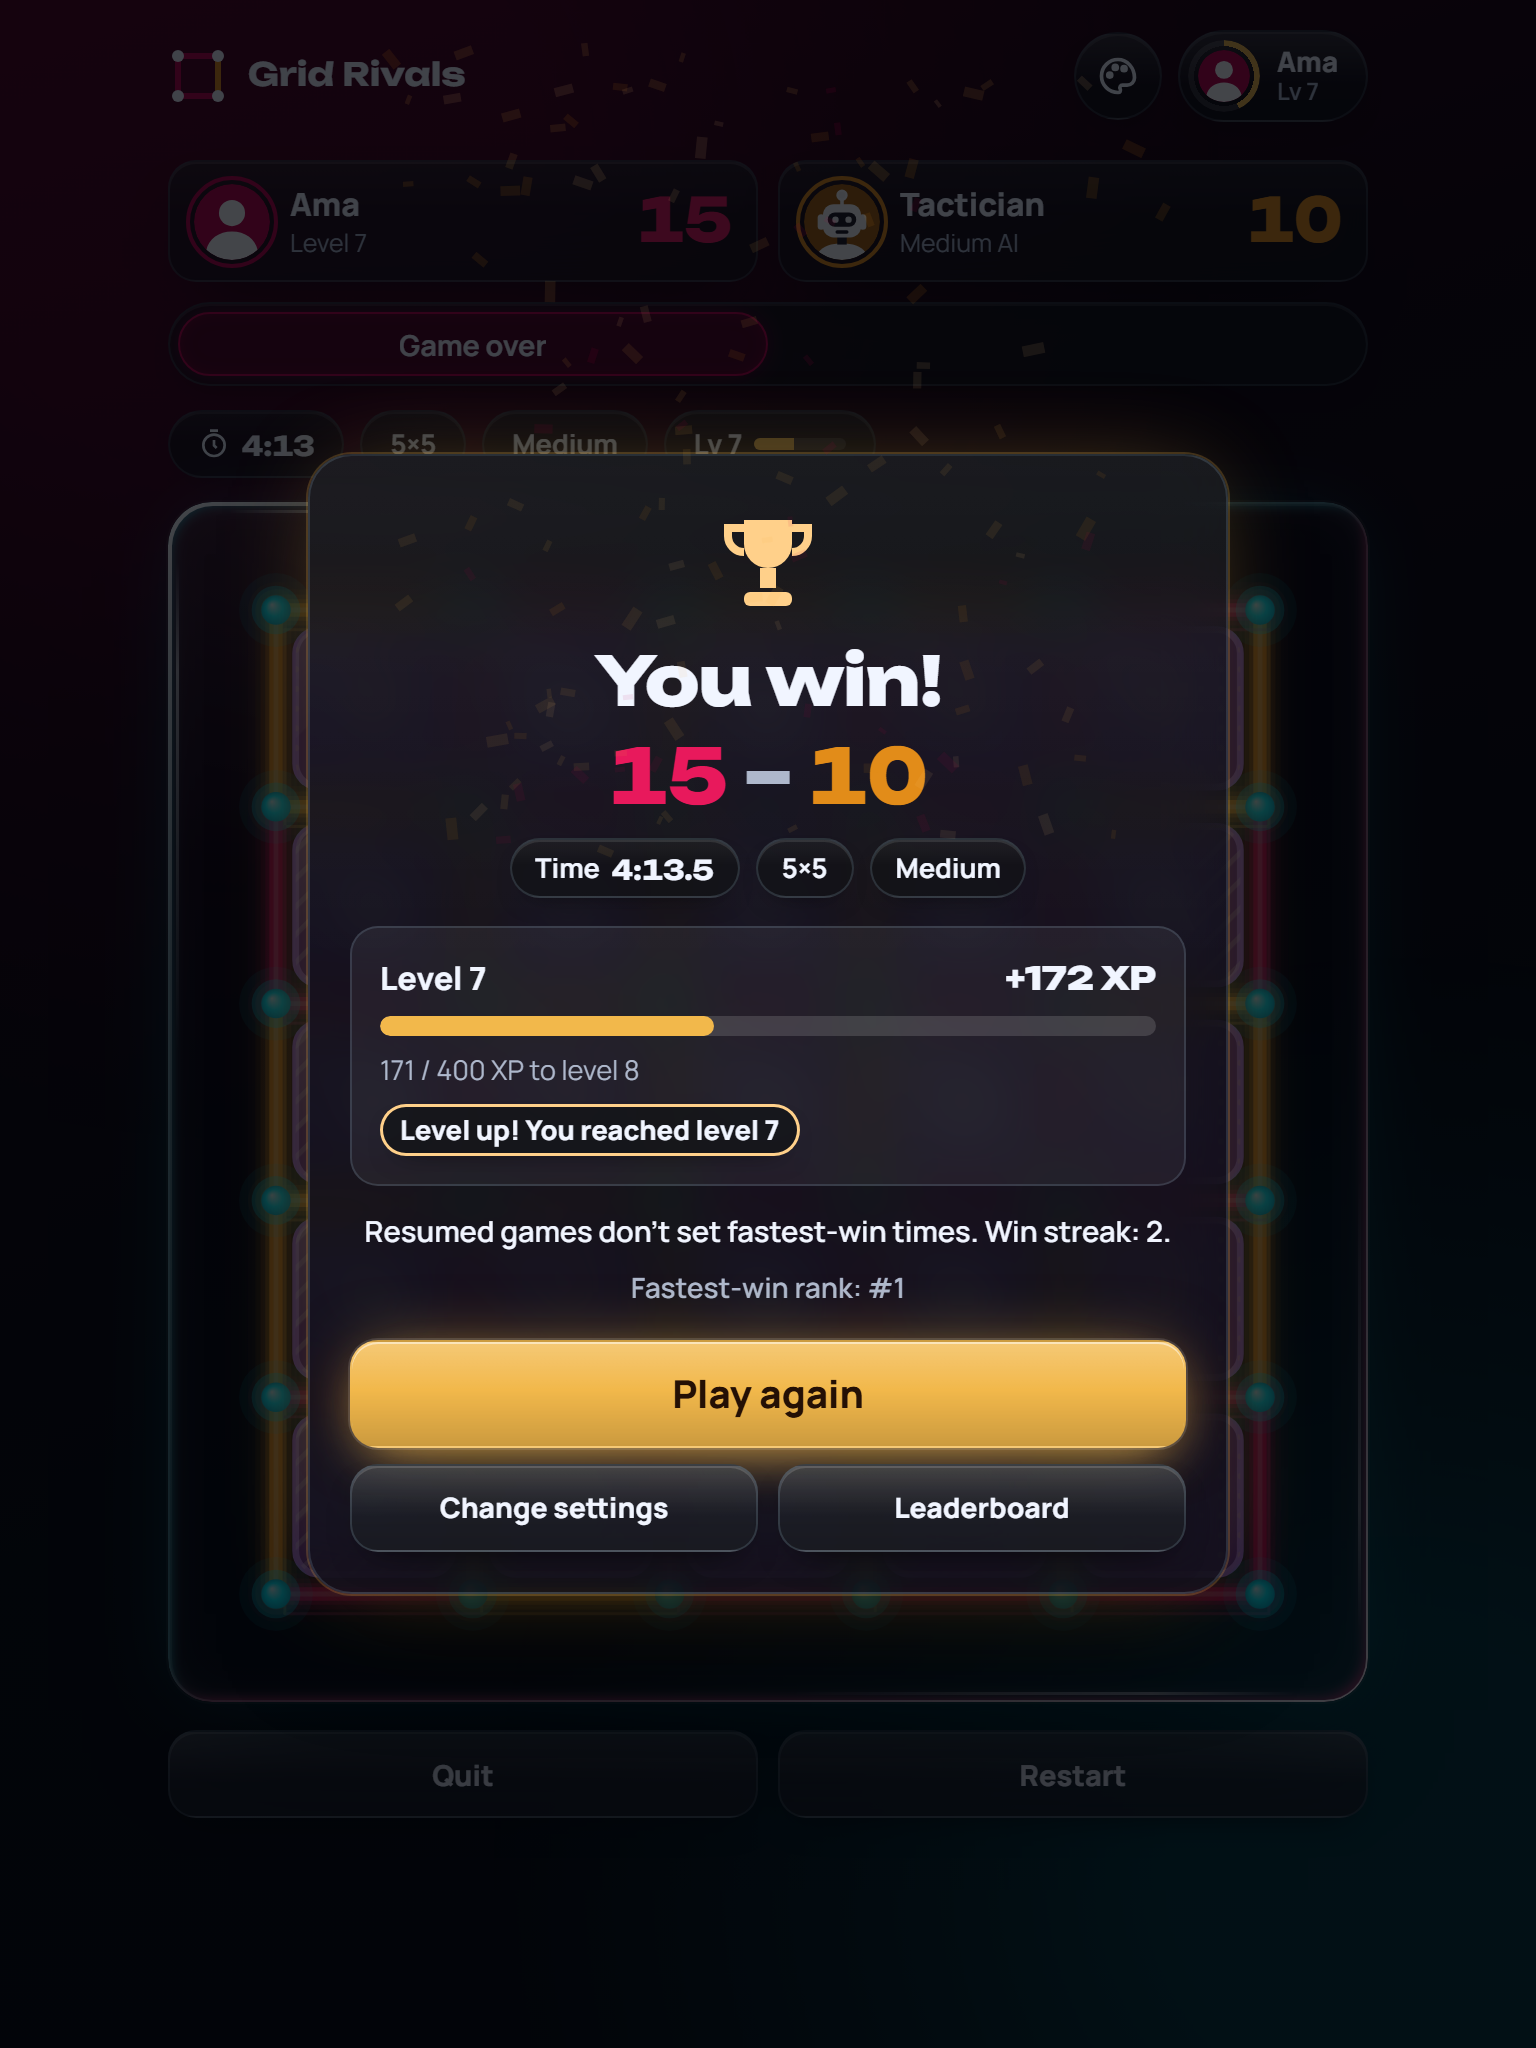 Grid Rivals
Ama
Lv 7
Ama
Level 7
15
Tactician
Medium AI
10
Game over
4:13
5×5
Medium
Lv 7
You win!
15 – 10
Time 4:13.5
5×5
Medium
Level 7
+172 XP
171 / 400 XP to level 8
Level up! You reached level 7
Resumed games don’t set fastest-win times. Win streak: 2.
Fastest-win rank: #1
Play again
Change settings
Leaderboard
Quit
Restart